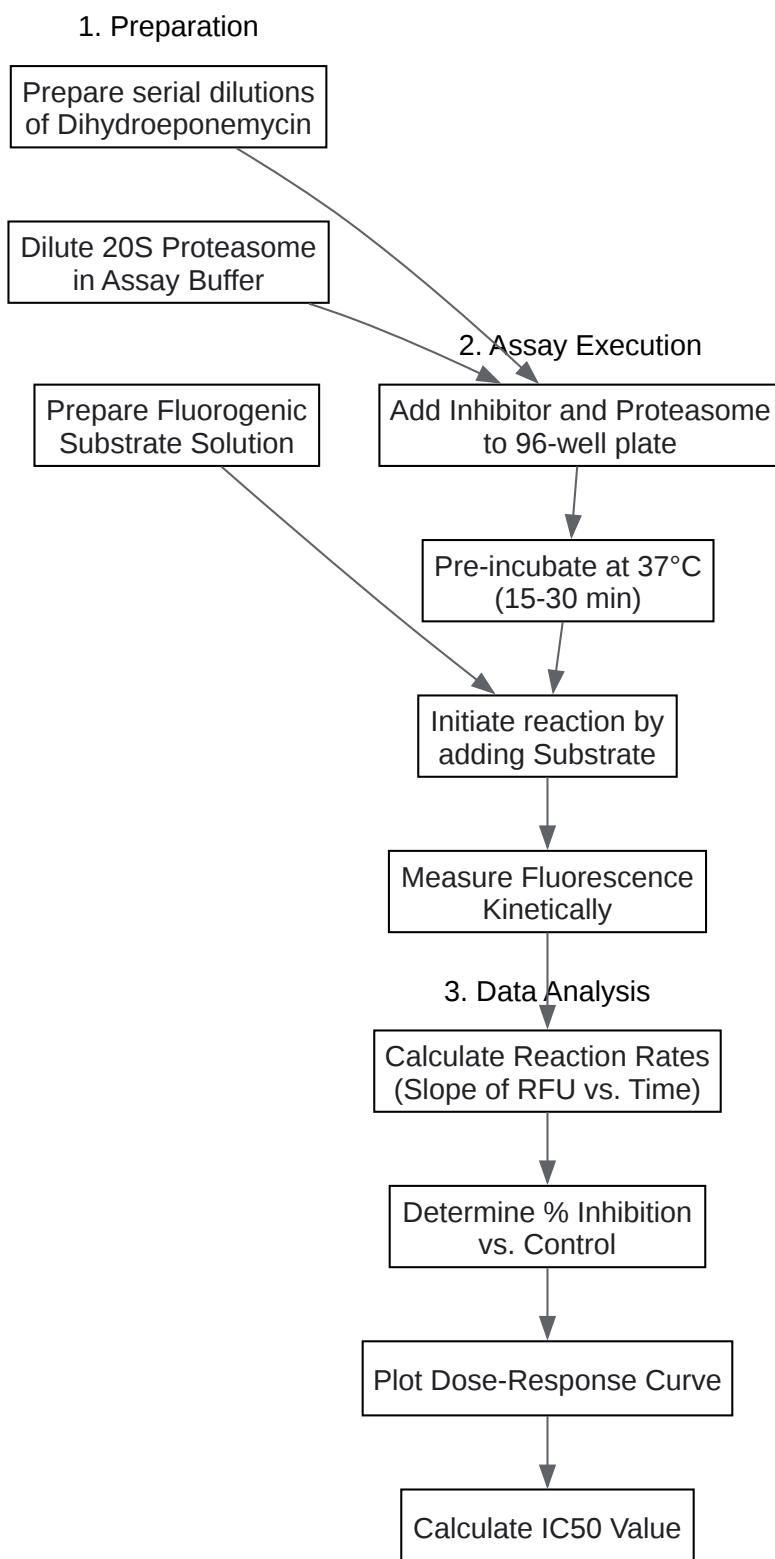 1. Preparation
Prepare serial dilutions
of Dihydroeponemycin
Dilute 20S Proteasome
in Assay Buffer
2. Assay Execution
Prepare Fluorogenic
Substrate Solution
Add Inhibitor and Proteasome
to 96-well plate
Pre-incubate at 37°C
(15-30 min)
Initiate reaction by
adding Substrate
Measure Fluorescence
Kinetically
3. Data Analysis
Calculate Reaction Rates
(Slope of RFU vs. Time)
Determine % Inhibition
vs. Control
Plot Dose-Response Curve
Calculate IC50 Value